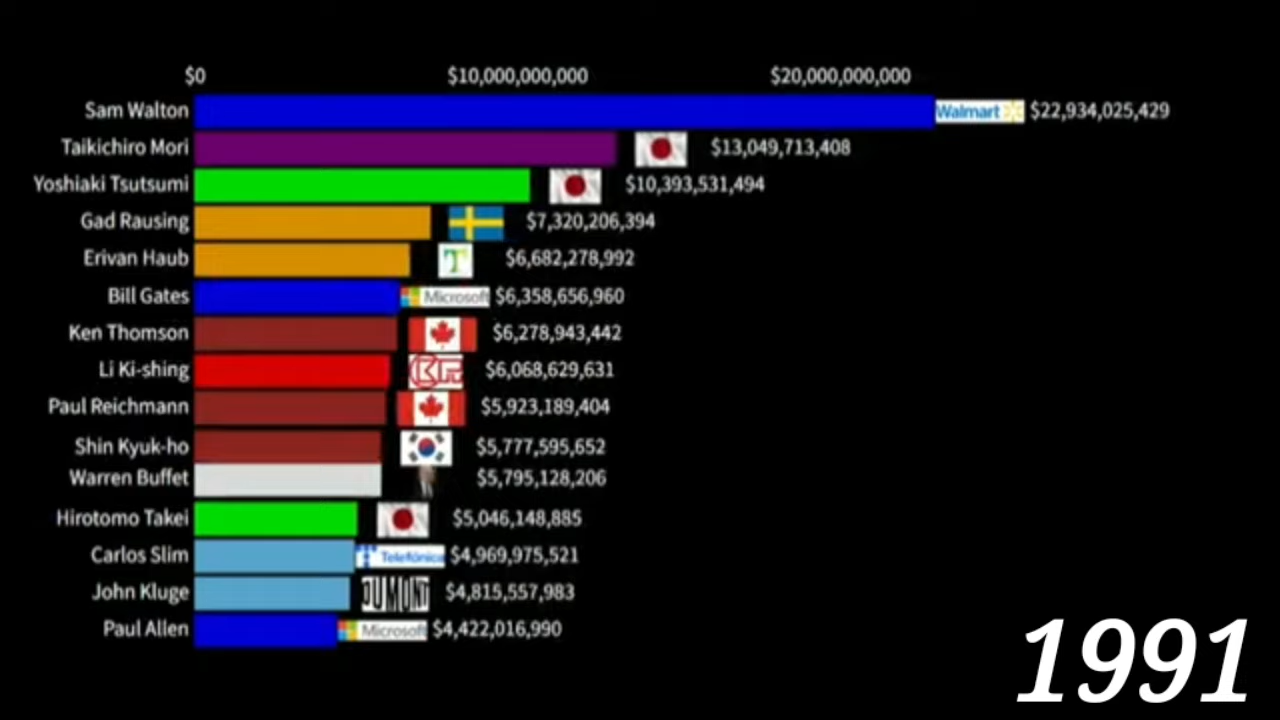 $0 $10,000,000,000 $20,000,000,000
Sam Walton Walmart $22,934,025,429
Taikichiro Mori $13,049,713,408
Yoshiaki Tsutsumi $10,393,531,494
Gad Rausing $7,320,206,394
Erivan Haub T $6,682,278,992
Bill Gates Microsoft $6,358,656,960
Ken Thomson $6,278,943,442
Li Ki-shing $6,068,629,631
Paul Reichmann $5,923,189,404
Shin Kyuk-ho $5,777,595,652
Warren Buffet $5,795,128,206
Hirotomo Takei $5,046,148,885
Carlos Slim Telefónica $4,969,975,521
John Kluge DUMONT $4,815,557,983
Paul Allen Microsoft $4,422,016,990
1991